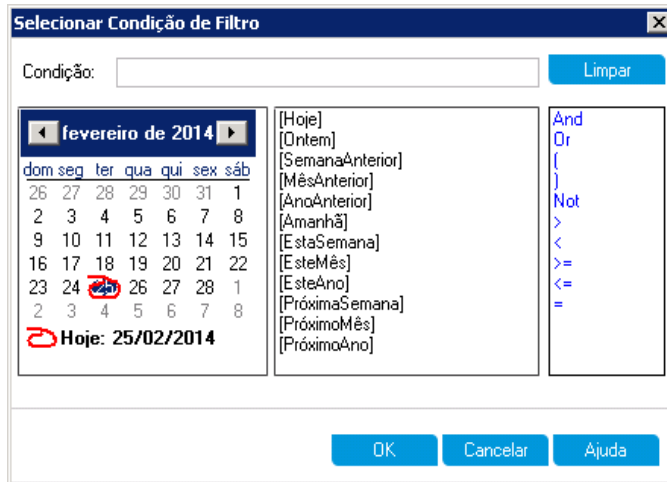 Selecionar Condição de Filtro
Condição:
Limpar
fevereiro de 2014
dom seg ter qua qui sex sáb
26 27 28 29 30 31 1
2 3 4 5 6 7 8
9 10 11 12 13 14 15
16 17 18 19 20 21 22
23 24 25 26 27 28 1
2 3 4 5 6 7 8
Hoje: 25/02/2014
[Hoje]
[Ontem]
[SemanaAnterior]
[MêsAnterior]
[AnoAnterior]
[Amanhã]
[EstaSemana]
[EsteMês]
[EsteAno]
[PróximaSemana]
[PróximoMês]
[PróximoAno]
And
Or
(
)
Not
>
<
>=
<=
=
OK
Cancelar
Ajuda